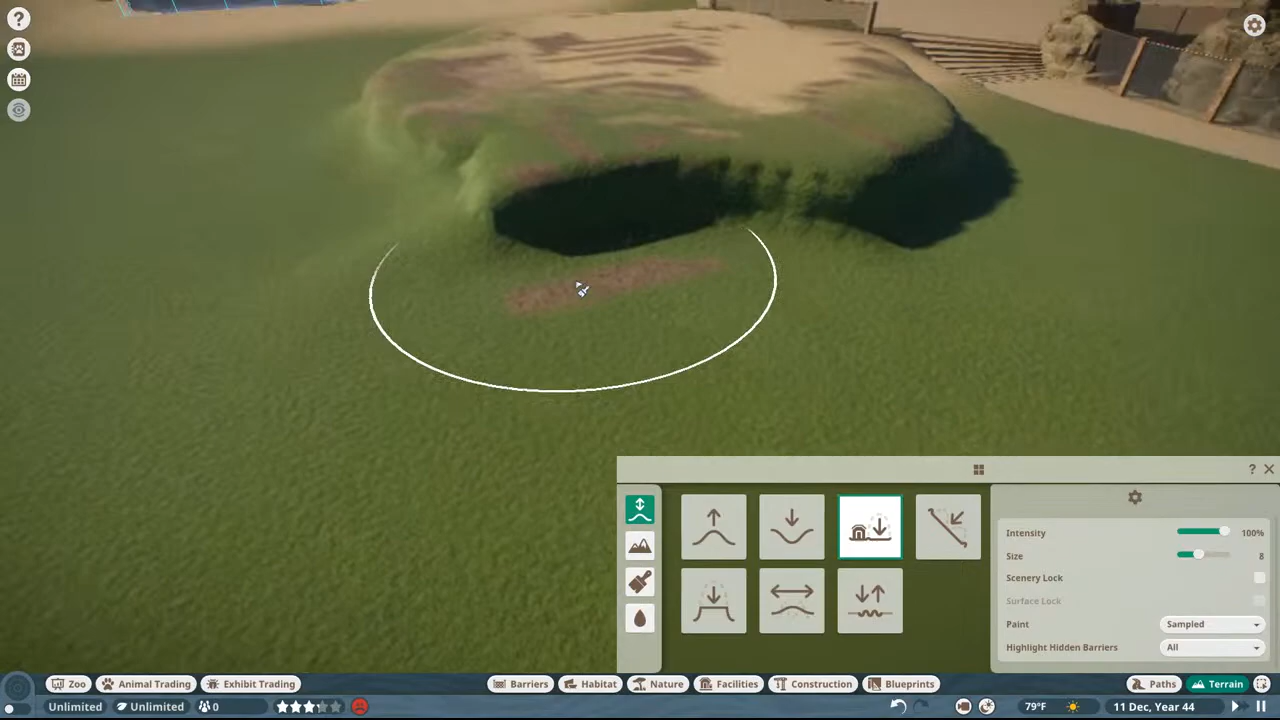 ?
? ×
Intensity 100%
Size 8
Scenery Lock
Surface Lock
Paint Sampled
Highlight Hidden Barriers All
Zoo Animal Trading Exhibit Trading Barriers Habitat Nature Facilities Construction Blueprints Paths Terrain
Unlimited Unlimited 0 79°F 11 Dec, Year 44